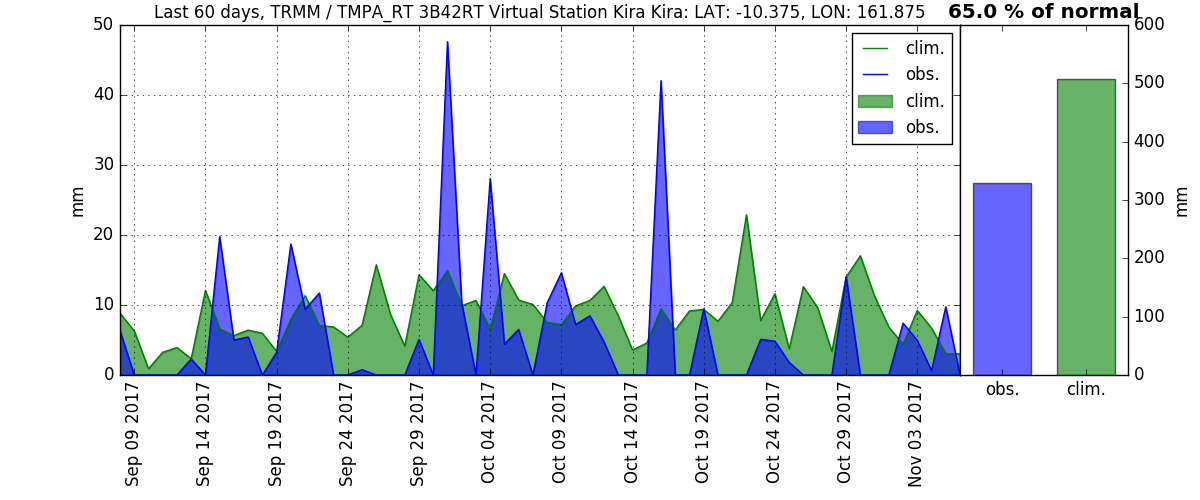 Last 60 days, TRMM / TMPA_RT 3B42RT Virtual Station Kira Kira: LAT: -10.375, LON: 161.875
65.0 % of normal
50
40
30
20
10
0
mm
clim.
obs.
clim.
obs.
600
500
400
300
200
100
0
mm
Sep 09 2017
Sep 14 2017
Sep 19 2017
Sep 24 2017
Sep 29 2017
Oct 04 2017
Oct 09 2017
Oct 14 2017
Oct 19 2017
Oct 24 2017
Oct 29 2017
Nov 03 2017
obs.
clim.